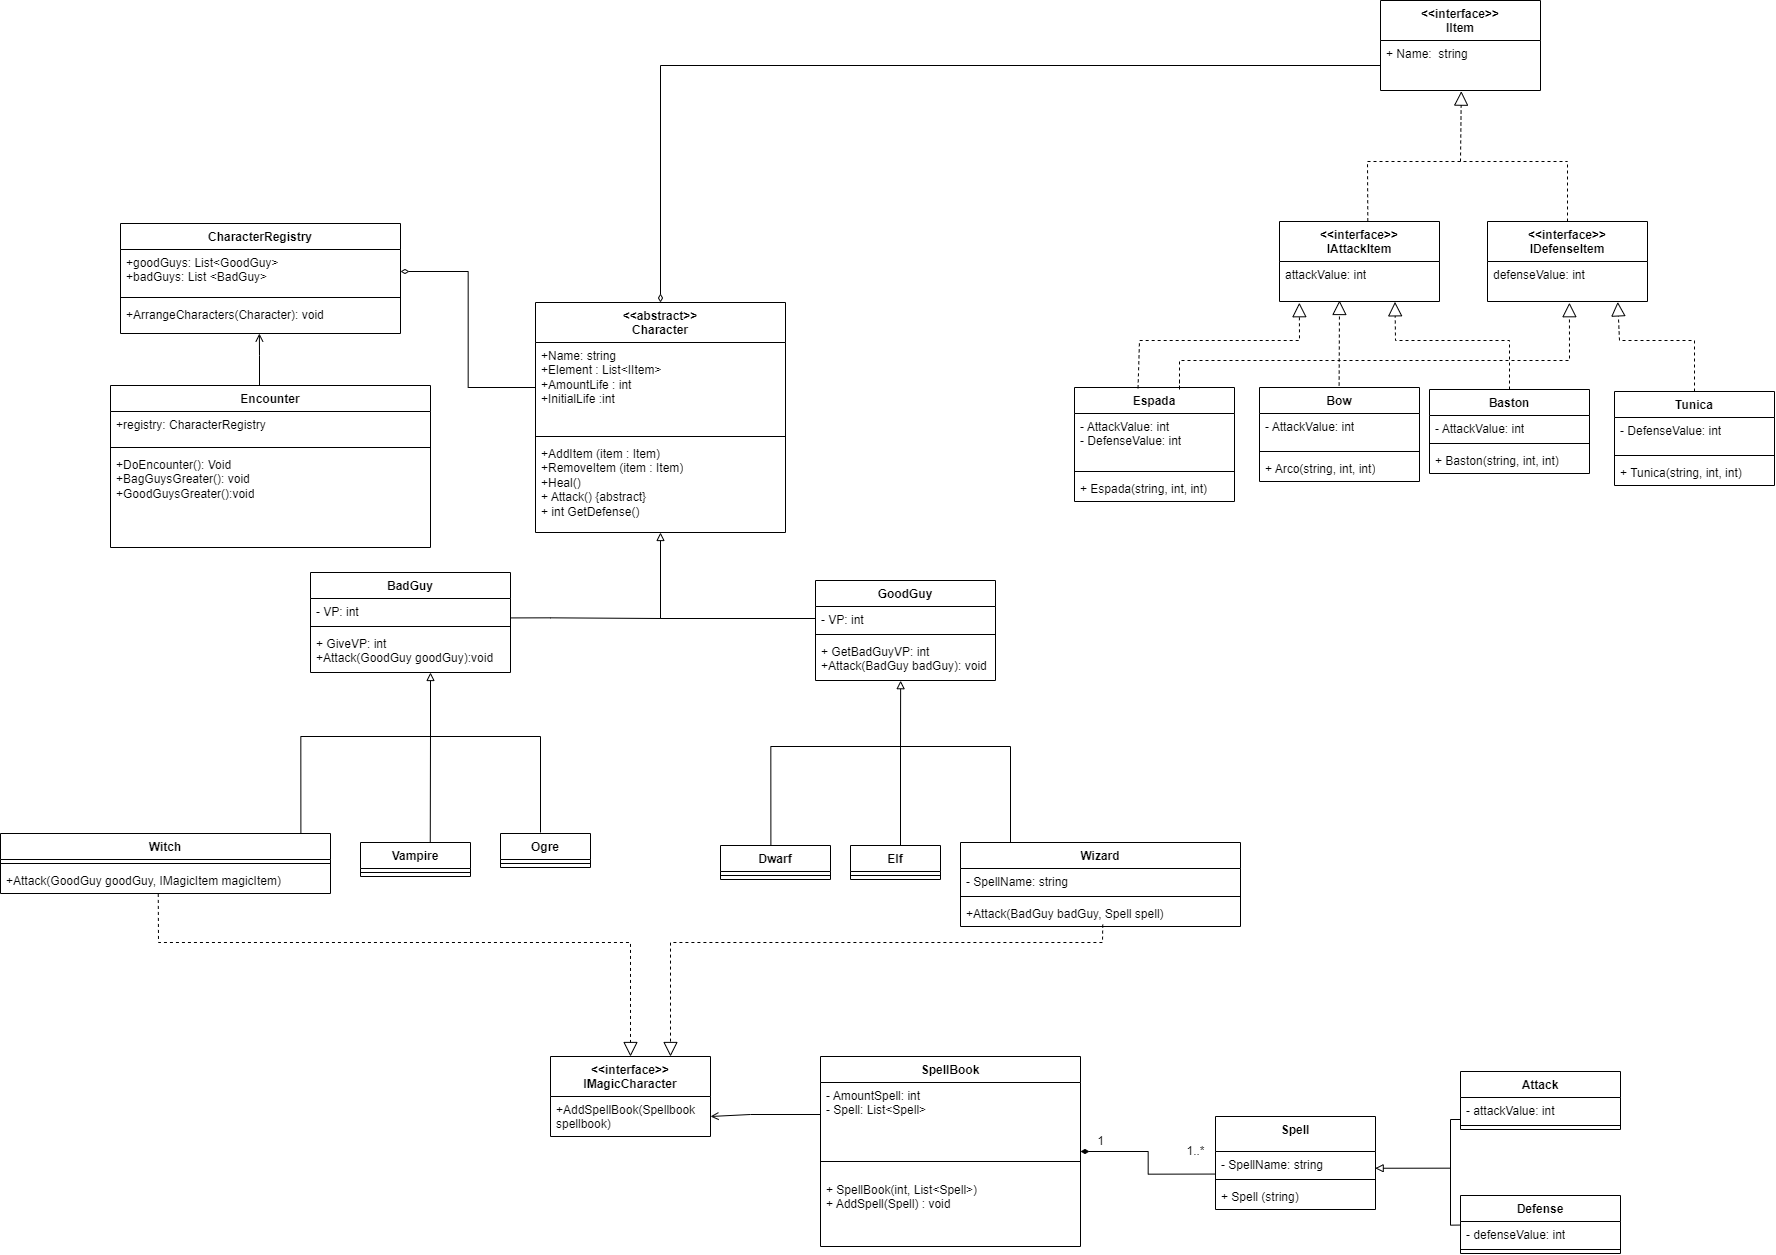 <<interface>>
IItem
+ Name:  string
CharacterRegistry
+goodGuys: List<GoodGuy>
+badGuys: List <BadGuy>
+ArrangeCharacters(Character): void
<<interface>>
IAttackItem
attackValue: int
<<interface>>
IDefenseItem
defenseValue: int
<<abstract>>
Character
+Name: string
+Element : List<IItem>
+AmountLife : int
+InitialLife :int
+AddItem (item : Item)
+RemoveItem (item : Item)
+Heal()
+ Attack() {abstract}
+ int GetDefense()
Encounter
+registry: CharacterRegistry
+DoEncounter(): Void
+BagGuysGreater(): void
+GoodGuysGreater():void
Espada
- AttackValue: int
- DefenseValue: int
+ Espada(string, int, int)
Bow
- AttackValue: int
+ Arco(string, int, int)
Baston
- AttackValue: int
+ Baston(string, int, int)
Tunica
- DefenseValue: int
+ Tunica(string, int, int)
BadGuy
- VP: int
+ GiveVP: int
+Attack(GoodGuy goodGuy):void
GoodGuy
- VP: int
+ GetBadGuyVP: int
+Attack(BadGuy badGuy): void
Witch
+Attack(GoodGuy goodGuy, IMagicItem magicItem)
Vampire
Ogre
Dwarf
Elf
Wizard
- SpellName: string
+Attack(BadGuy badGuy, Spell spell)
<<interface>>
IMagicCharacter
+AddSpellBook(Spellbook
spellbook)
SpellBook
- AmountSpell: int
- Spell: List<Spell>
+ SpellBook(int, List<Spell>)
+ AddSpell(Spell) : void
1
1..*
Spell
- SpellName: string
+ Spell (string)
Attack
- attackValue: int
Defense
- defenseValue: int